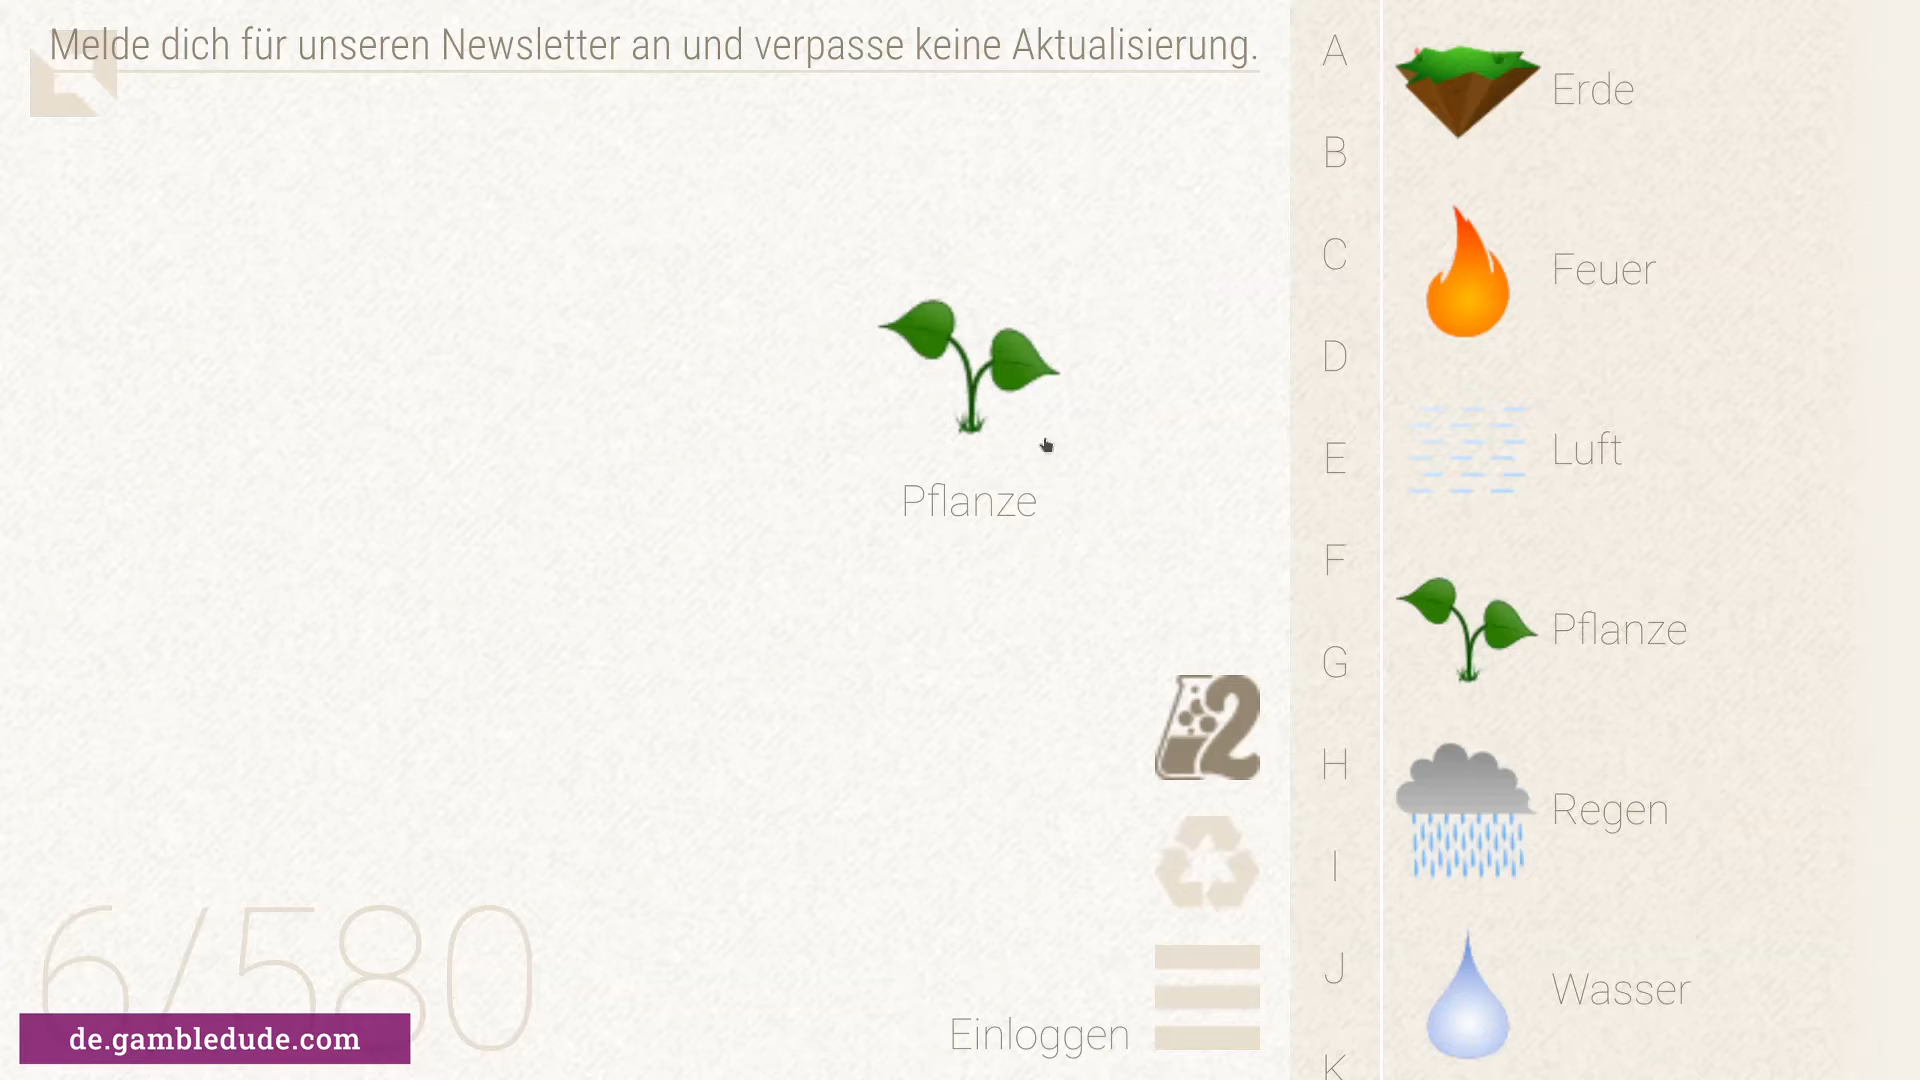 Melde dich für unseren Newsletter an und verpasse keine Aktualisierung.
Pflanze
2
6/580
de.gambledude.com
Einloggen
A
B
C
D
E
F
G
H
I
J
K
Erde
Feuer
Luft
Pflanze
Regen
Wasser